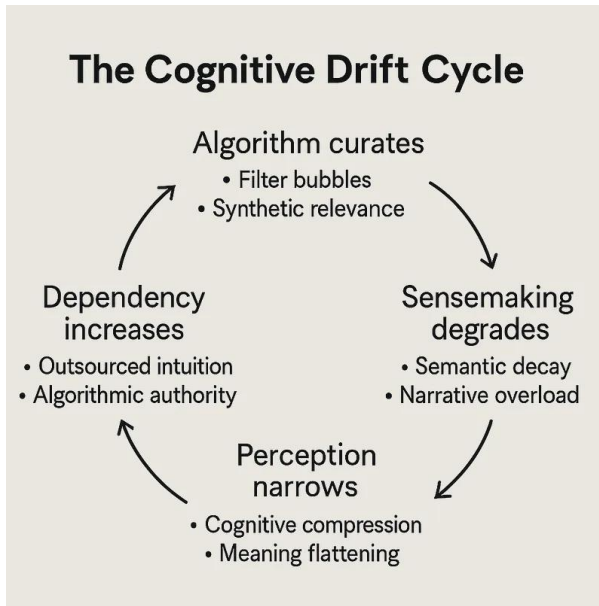 The Cognitive Drift Cycle
Algorithm curates
• Filter bubbles
• Synthetic relevance
Sensemaking
degrades
• Semantic decay
• Narrative overload
Perception
narrows
• Cognitive compression
• Meaning flattening
Dependency
increases
• Outsourced intuition
• Algorithmic authority